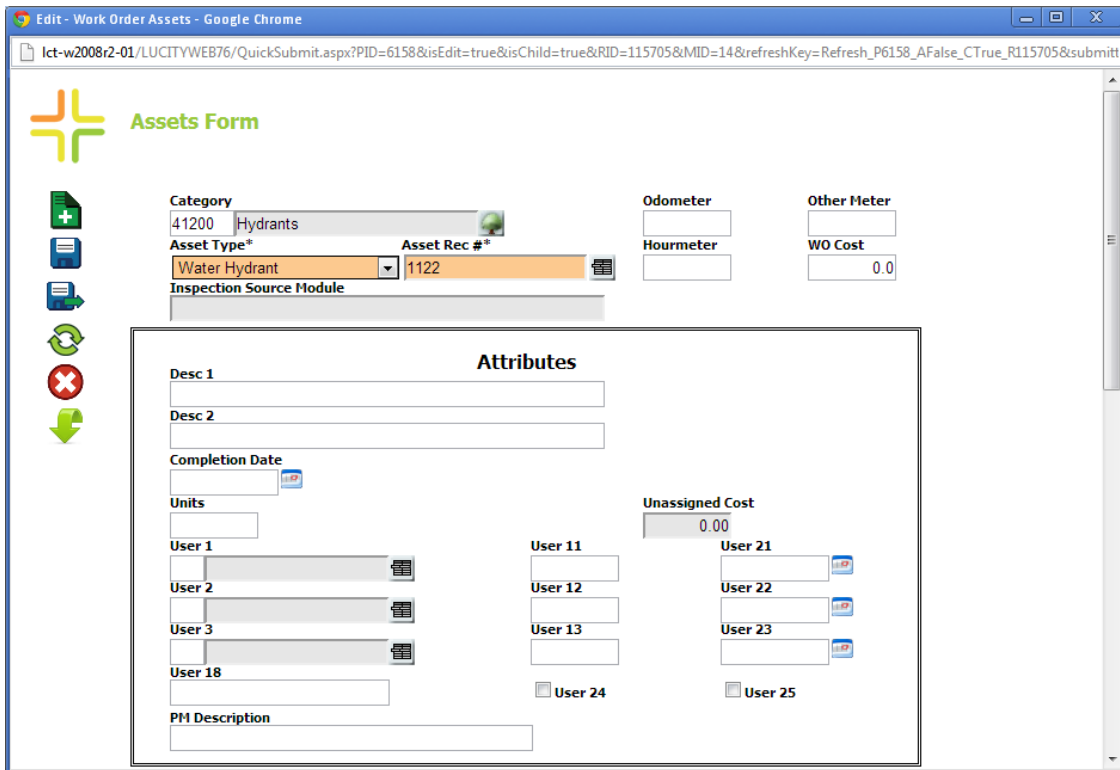 Edit - Work Order Assets - Google Chrome
lct-w2008r2-01/LUCITYWEB76/QuickSubmit.aspx?PID=6158&isEdit=true&isChild=true&RID=115705&MID=14&refreshKey=Refresh_P6158_AFalse_CTrue_R115705&submitt
Assets Form
Category Odometer Other Meter
41200 Hydrants
Asset Type* Asset Rec #* Hourmeter WO Cost
Water Hydrant 1122 0.0
Inspection Source Module
Attributes
Desc 1
Desc 2
Completion Date
Units Unassigned Cost
0.00
User 1 User 11 User 21
User 2 User 12 User 22
User 3 User 13 User 23
User 18
User 24 User 25
PM Description